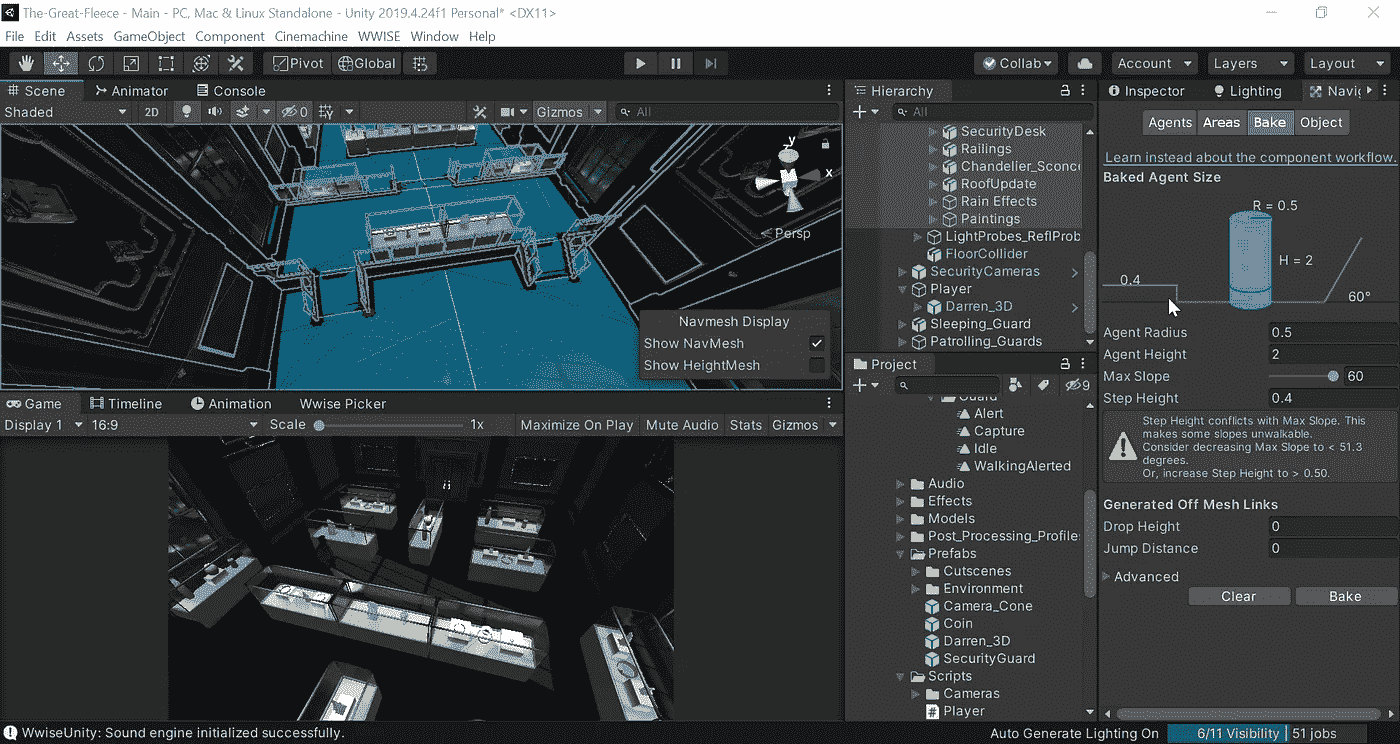 The-Great-Fleece - Main - PC, Mac & Linux Standalone - Unity 2019.4.24f1 Personal* <DX11>
File Edit Assets GameObject Component Cinemachine WWISE Window Help
Pivot Global Collab Account Layers Layout
Scene Animator Console
Shaded 2D 0 Gizmos All
y
x
Persp
Navmesh Display
Show NavMesh
Show HeightMesh
Game Timeline Animation Wwise Picker
Display 1 16:9 Scale 1x Maximize On Play Mute Audio Stats Gizmos
Hierarchy
All
SecurityDesk
Railings
Chandelier_Sconc
RoofUpdate
Rain Effects
Paintings
LightProbes_ReflProb
FloorCollider
SecurityCameras
Player
Darren_3D
Sleeping_Guard
Patrolling_Guards
Project
9
Guard
Alert
Capture
Idle
WalkingAlerted
Audio
Effects
Models
Post_Processing_Profile
Prefabs
Cutscenes
Environment
Camera_Cone
Coin
Darren_3D
SecurityGuard
Scripts
Cameras
Player
Inspector Lighting Navig
Agents Areas Bake Object
Learn instead about the component workflow.
Baked Agent Size
R = 0.5
H = 2
0.4
60°
Agent Radius 0.5
Agent Height 2
Max Slope 60
Step Height 0.4
Step Height conflicts with Max Slope. This
makes some slopes unwalkable.
Consider decreasing Max Slope to < 51.3
degrees.
Or, increase Step Height to > 0.50.
Generated Off Mesh Links
Drop Height 0
Jump Distance 0
Advanced
Clear Bake
WwiseUnity: Sound engine initialized successfully.
Auto Generate Lighting On 6/11 Visibility | 51 jobs